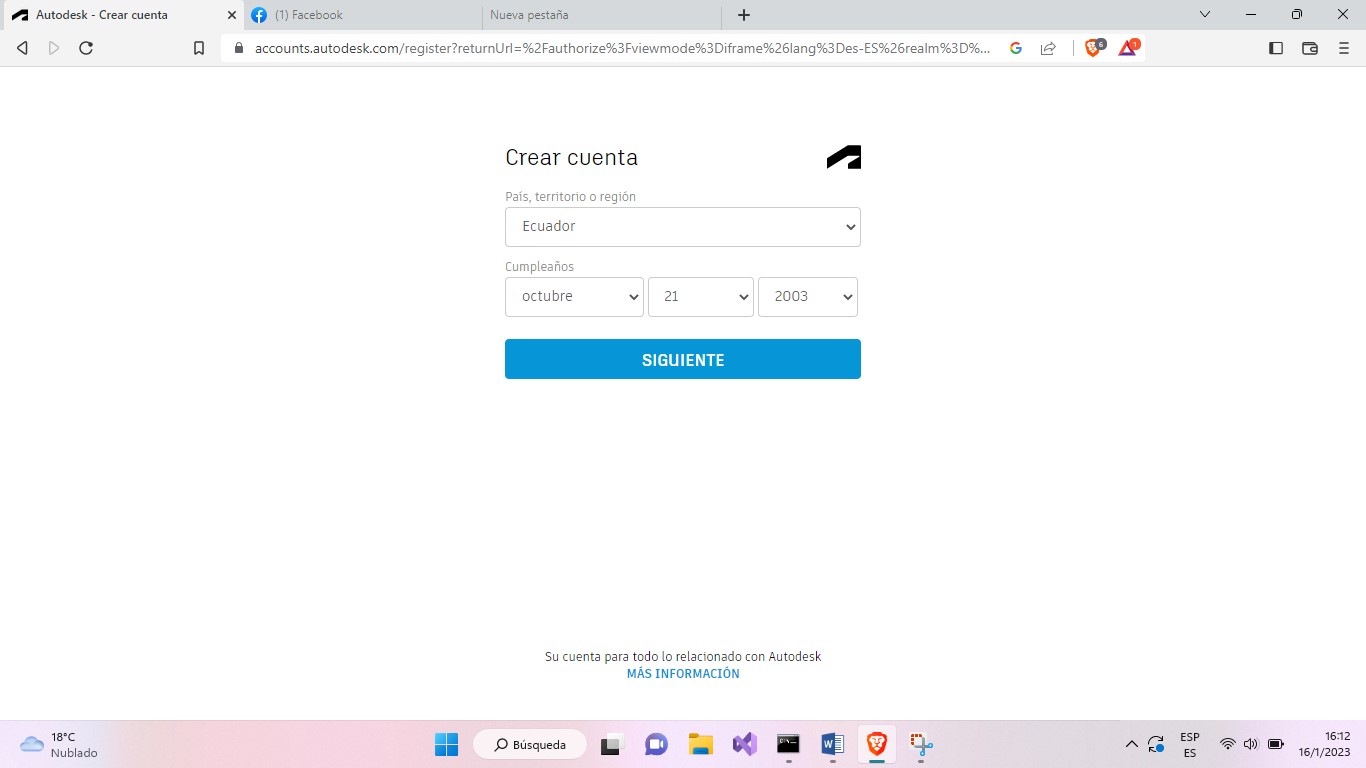 Autodesk - Crear cuenta
(1) Facebook
Nueva pestaña
accounts.autodesk.com/register?returnUrl=%2Fauthorize%3Fviewmode%3Diframe%26lang%3Des-ES%26realm%3D%...
6
1
Crear cuenta
País, territorio o región
Ecuador
Cumpleaños
octubre 21 2003
SIGUIENTE
Su cuenta para todo lo relacionado con Autodesk
MÁS INFORMACIÓN
18°C
Nublado
Búsqueda
ESP
ES
16:12
16/1/2023